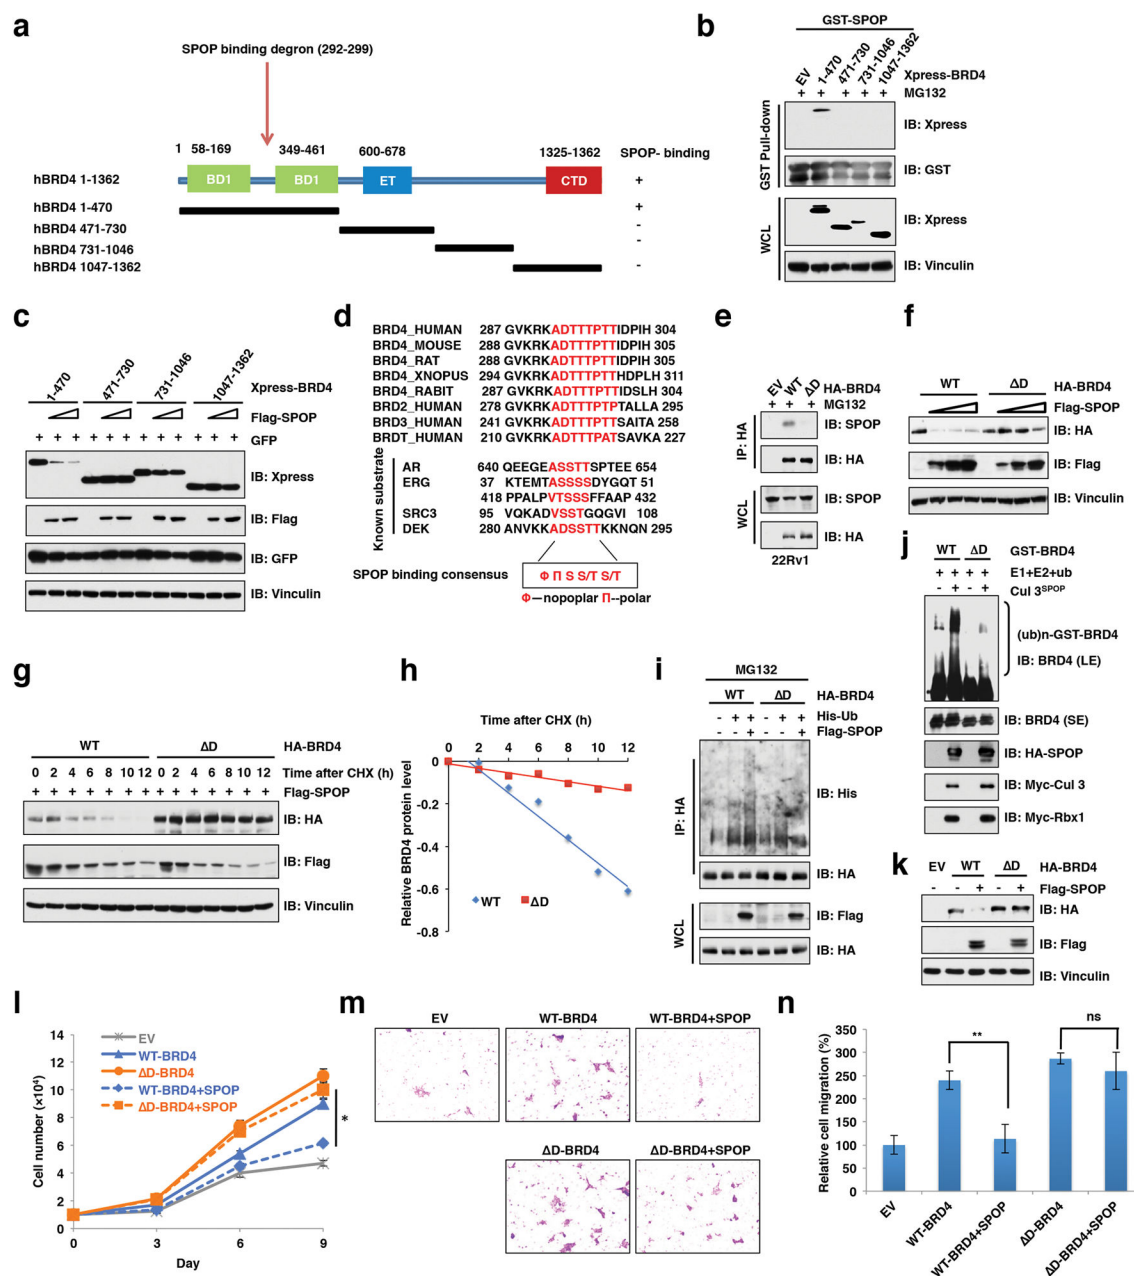 a
SPOP binding degron (292-299)
1 58-169 349-461 600-678 1325-1362 SPOP- binding
hBRD4 1-1362 BD1 BD1 ET CTD +
hBRD4 1-470 +
hBRD4 471-730 -
hBRD4 731-1046 -
hBRD4 1047-1362 -
b
GST-SPOP
EV 1-470 471-730 731-1046 1047-1362 Xpress-BRD4
+ + + + + MG132
GST Pull-down
IB: Xpress
IB: GST
WCL
IB: Xpress
IB: Vinculin
c
1-470 471-730 731-1046 1047-1362 Xpress-BRD4
Flag-SPOP
+ + + + + + + + + + + + GFP
IB: Xpress
IB: Flag
IB: GFP
IB: Vinculin
d
BRD4_HUMAN 287 GVKRKADTTTPTTIDPIH 304
BRD4_MOUSE 288 GVKRKADTTTPTTIDPIH 305
BRD4_RAT 288 GVKRKADTTTPTTIDPIH 305
BRD4_XNOPUS 294 GVKRKADTTTPTTHDPLH 311
BRD4_RABIT 287 GVKRKADTTTPTTIDSLH 304
BRD2_HUMAN 278 GVKRKADTTTPTPTALLA 295
BRD3_HUMAN 241 GVKRKADTTTPTTSAITA 258
BRDT_HUMAN 210 GVKRKADTTTPATSAVKA 227
Known substrate
AR 640 QEEGEASSTTSPTEE 654
ERG 37 KTEMTASSSSDYGQT 51
418 PPALPVTSSSFFAAP 432
SRC3 95 VQKADVSSTGQGVI 108
DEK 280 ANVKKADSSTTKKNQN 295
SPOP binding consensus Φ Π S S/T S/T
Φ—nopoplar Π--polar
e
EV WT ΔD HA-BRD4
+ + + MG132
IP: HA
IB: SPOP
IB: HA
WCL
IB: SPOP
IB: HA
22Rv1
f
WT ΔD HA-BRD4
Flag-SPOP
IB: HA
IB: Flag
IB: Vinculin
g
WT ΔD HA-BRD4
0 2 4 6 8 10 12 0 2 4 6 8 10 12 Time after CHX (h)
Flag-SPOP
IB: HA
IB: Flag
IB: Vinculin
h
Time after CHX (h)
0 2 4 6 8 10 12
0
-0.2
-0.4
-0.6
-0.8
Relative BRD4 protein level
WT ΔD
i
MG132
WT ΔD HA-BRD4
- + + - + + His-Ub
+ + Flag-SPOP
IP: HA
IB: His
IB: HA
WCL
IB: Flag
IB: HA
j
WT ΔD GST-BRD4
+ + + + E1+E2+ub
- + - + Cul 3SPOP
(ub)n-GST-BRD4
IB: BRD4 (LE)
IB: BRD4 (SE)
IB: HA-SPOP
IB: Myc-Cul 3
IB: Myc-Rbx1
k
EV WT ΔD HA-BRD4
- - + - + Flag-SPOP
IB: HA
IB: Flag
IB: Vinculin
l
14
12
10
8
6
4
2
0
Cell number (×10⁴)
EV
WT-BRD4
ΔD-BRD4
WT-BRD4+SPOP
ΔD-BRD4+SPOP
*
0 3 6 9
Day
m
EV WT-BRD4 WT-BRD4+SPOP
ΔD-BRD4 ΔD-BRD4+SPOP
n
350
300
250
200
150
100
50
0
Relative cell migration (%)
** ns
EV WT-BRD4 WT-BRD4+SPOP ΔD-BRD4 ΔD-BRD4+SPOP